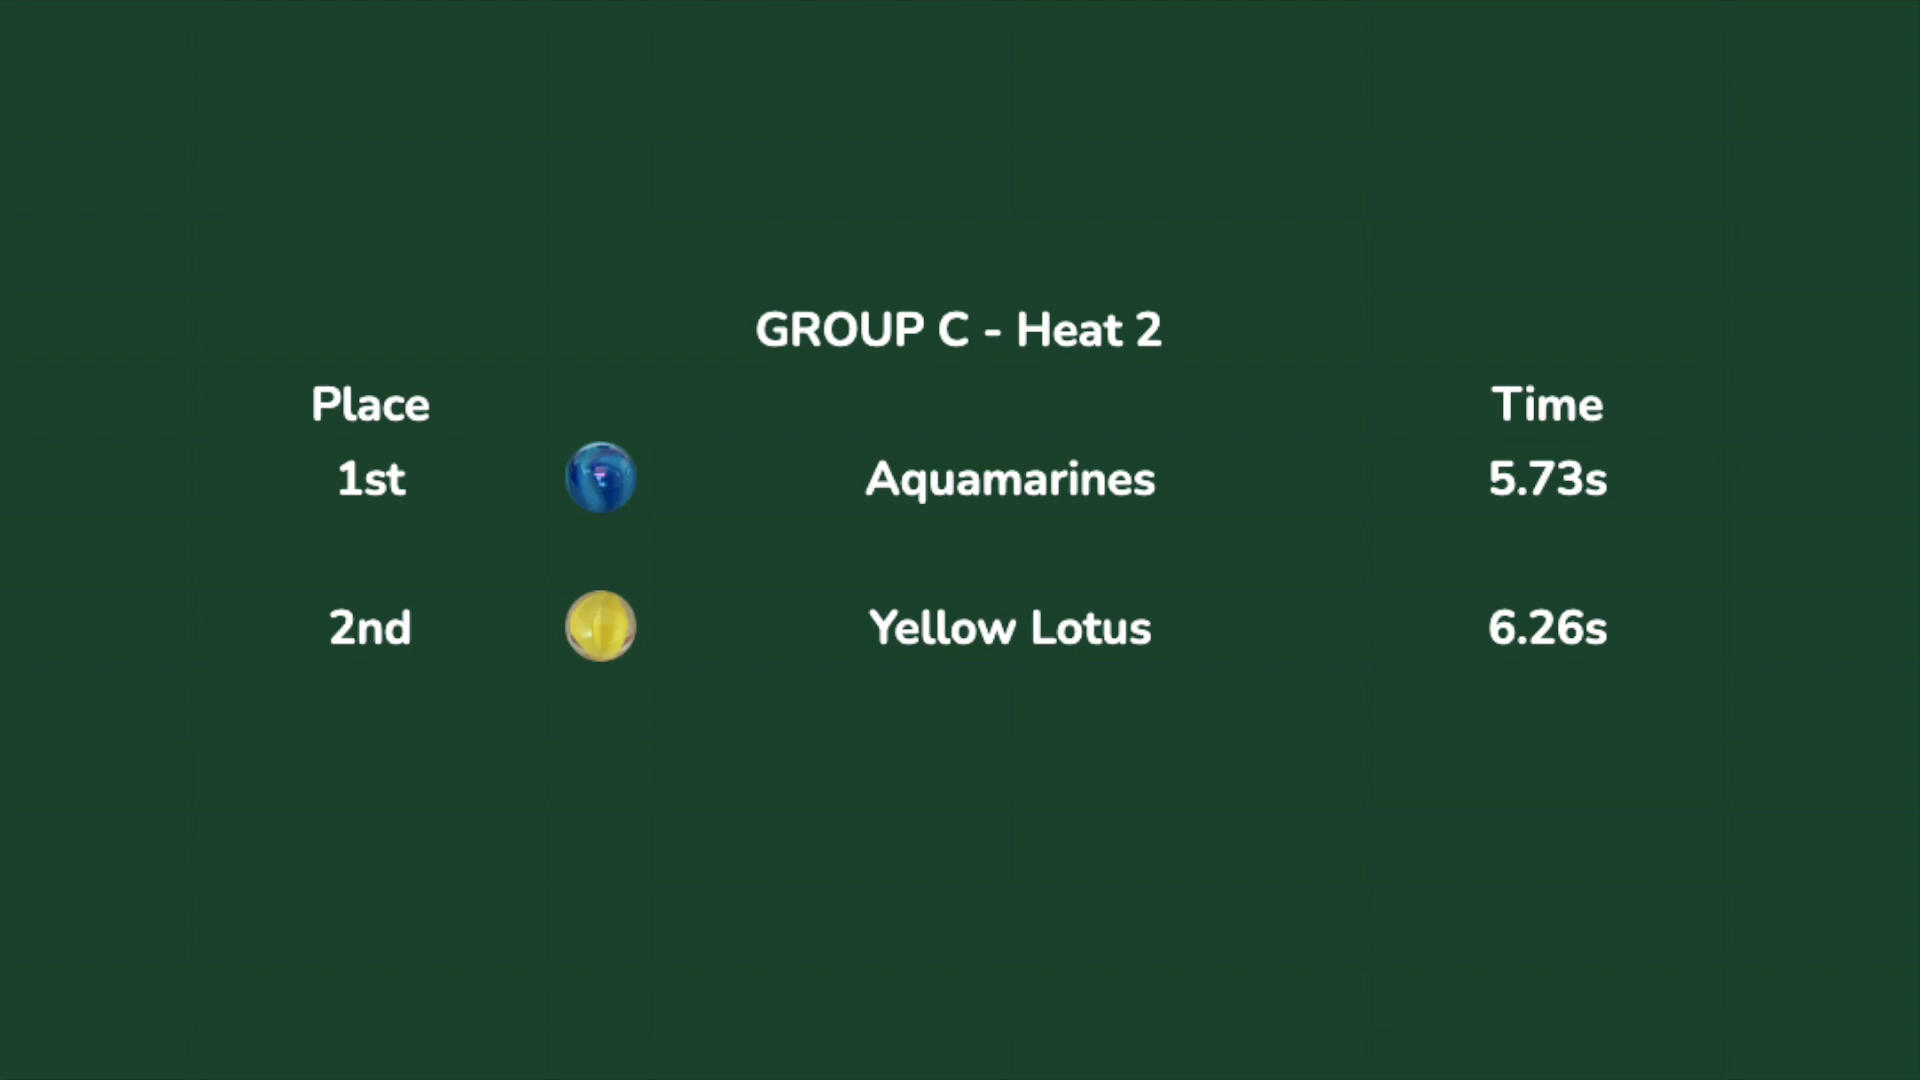 GROUP C - Heat 2
Place Time
1st Aquamarines 5.73s
2nd Yellow Lotus 6.26s